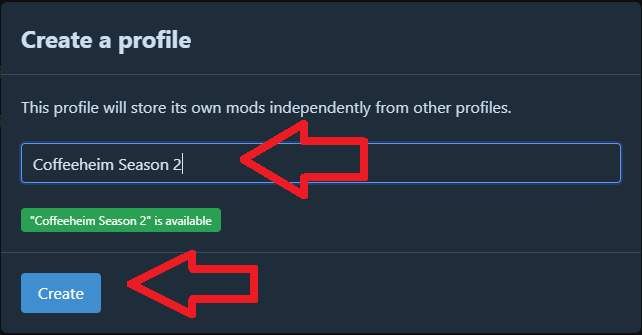 Create a profile
This profile will store its own mods independently from other profiles.
Coffeeheim Season 2
"Coffeeheim Season 2" is available
Create